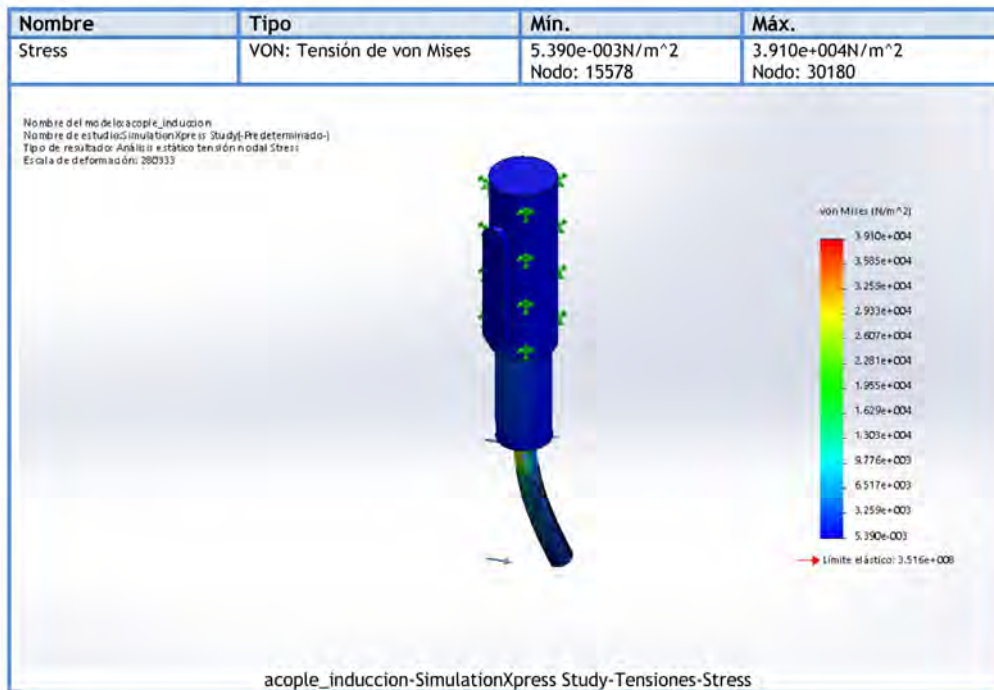 Nombre Tipo Mín. Máx.
Stress VON: Tensión de von Mises 5.390e-003N/m^2 3.910e+004N/m^2
Nodo: 15578 Nodo: 30180
Nombre del modelo:acople_induccion
Nombre de estudio:SimulationXpress Study(-Predeterminado-)
Tipo de resultado: Análisis estático tensión nodal Stress
Escala de deformación: 280333
von Mises (N/m^2)
3.910e+004
3.585e+004
3.259e+004
2.933e+004
2.607e+004
2.281e+004
1.955e+004
1.629e+004
1.303e+004
9.776e+003
6.517e+003
3.259e+003
5.390e-003
Límite elástico: 3.516e+008
acople_induccion-SimulationXpress Study-Tensiones-Stress